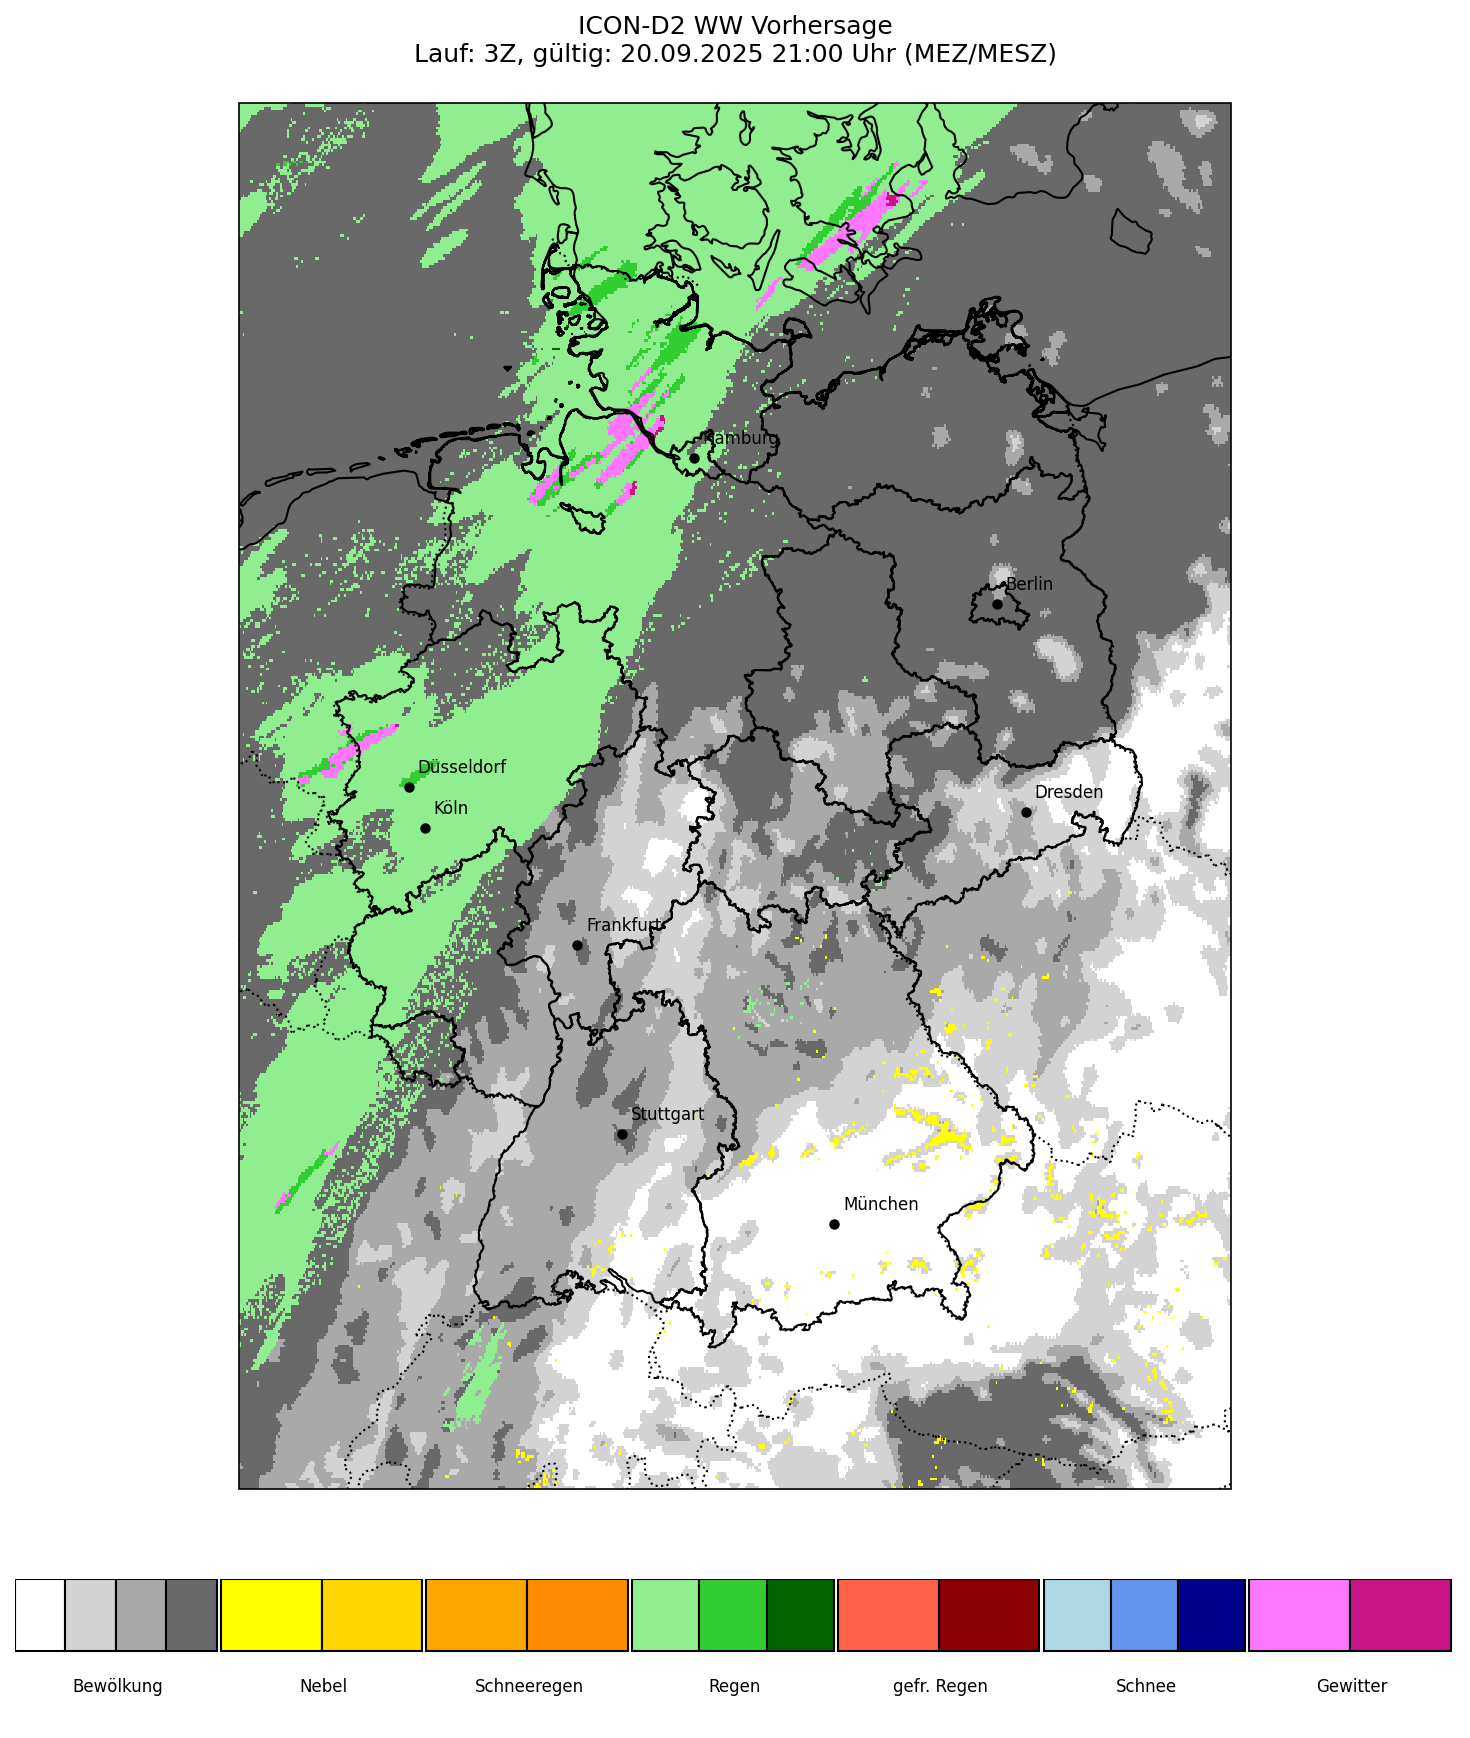 ICON-D2 WW Vorhersage
Lauf: 3Z, gültig: 20.09.2025 21:00 Uhr (MEZ/MESZ)
Hamburg
Berlin
Düsseldorf
Dresden
Köln
Frankfurt
Stuttgart
München
Bewölkung
Nebel
Schneeregen
Regen
gefr. Regen
Schnee
Gewitter